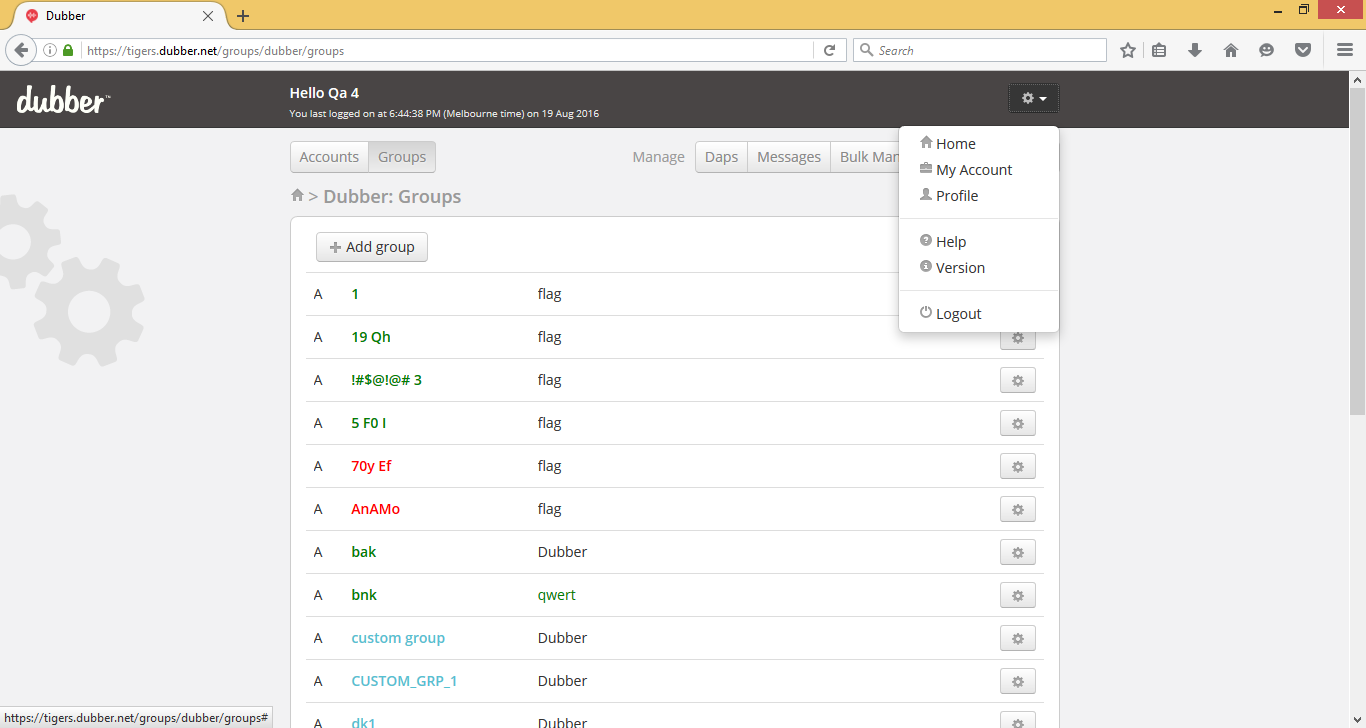 Dubber
https://tigers.dubber.net/groups/dubber/groups
Search
dubber™
Hello Qa 4
You last logged on at 6:44:38 PM (Melbourne time) on 19 Aug 2016
Home
My Account
Profile
Help
Version
Logout
Accounts Groups Manage Daps Messages Bulk Man
> Dubber: Groups
+ Add group
A 1 flag
A 19 Qh flag
A !#$@!@# 3 flag
A 5 F0 I flag
A 70y Ef flag
A AnAMo flag
A bak Dubber
A bnk qwert
A custom group Dubber
A CUSTOM_GRP_1 Dubber
A dk1 Dubber
https://tigers.dubber.net/groups/dubber/groups#